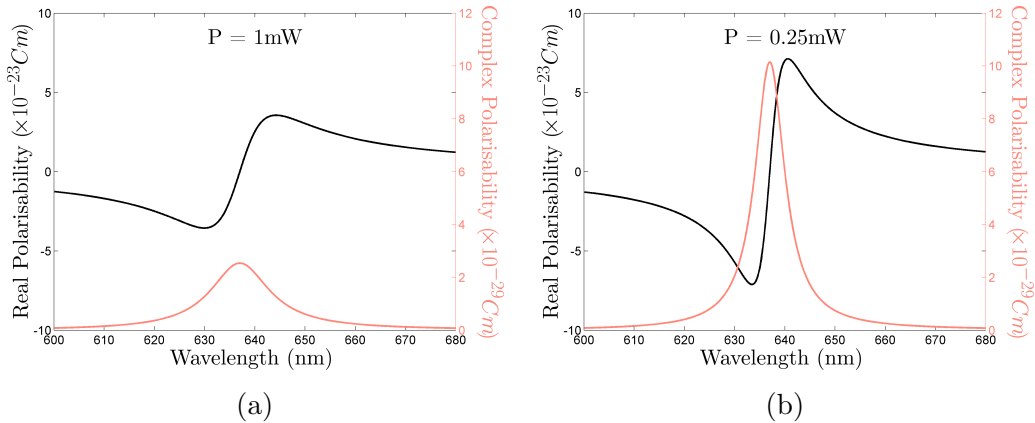 P = 1mW
Real Polarisability (×10⁻²³Cm)
10
5
0
-5
-10
600 610 620 630 640 650 660 670 680
Wavelength (nm)
12
10
8
6
4
2
0
Complex Polarisability (×10⁻²⁹Cm)
(a)
P = 0.25mW
Real Polarisability (×10⁻²³Cm)
10
5
0
-5
-10
600 610 620 630 640 650 660 670 680
Wavelength (nm)
12
10
8
6
4
2
0
Complex Polarisability (×10⁻²⁹Cm)
(b)